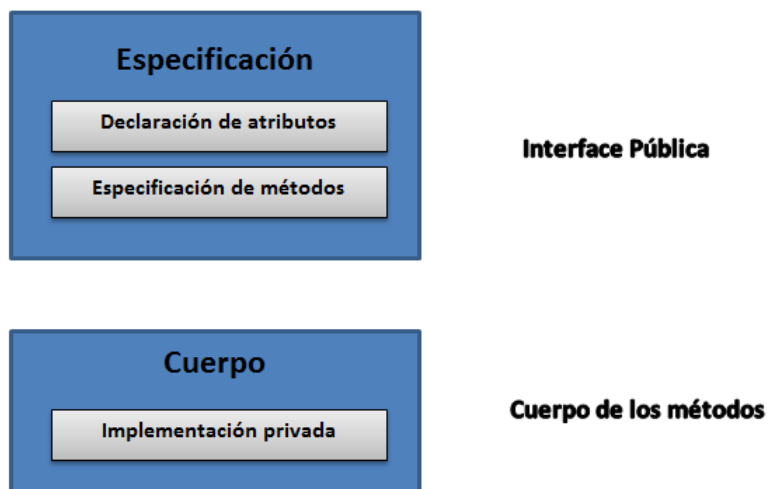 Especificación
Declaración de atributos
Especificación de métodos
Interface Pública
Cuerpo
Implementación privada
Cuerpo de los métodos